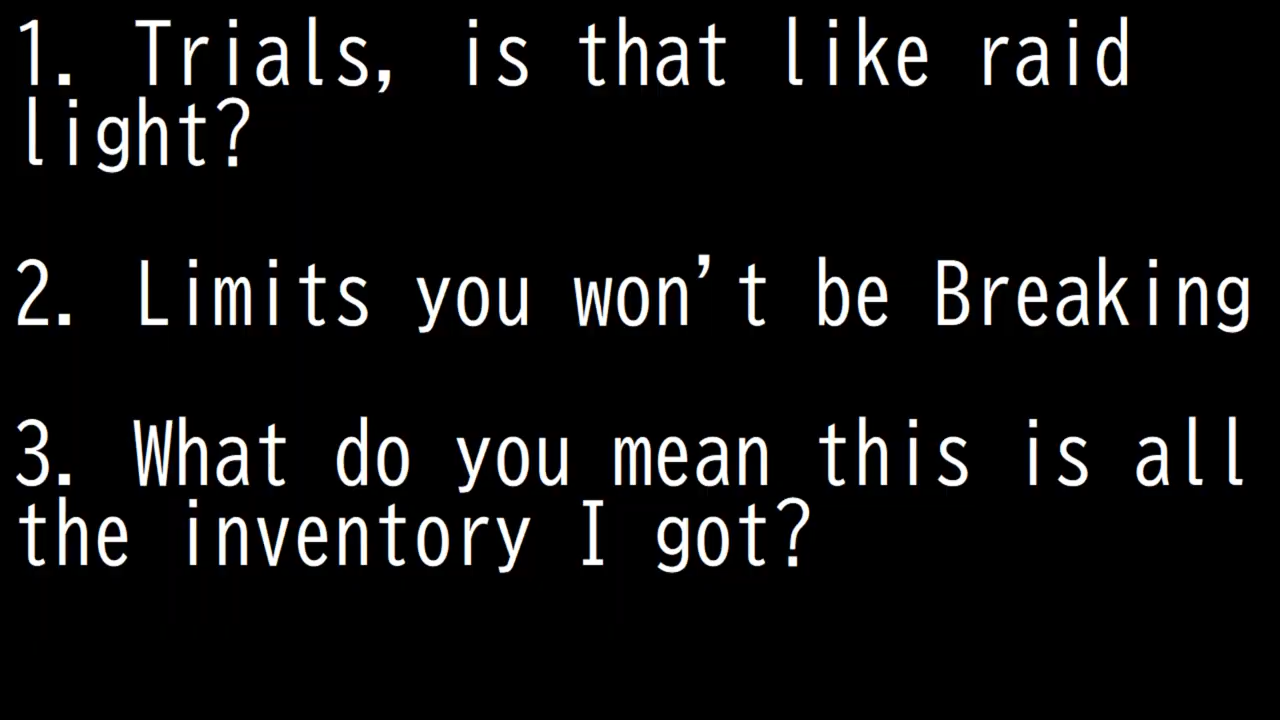 1. Trials, is that like raid
light?
2. Limits you won’t be Breaking
3. What do you mean this is all
the inventory I got?